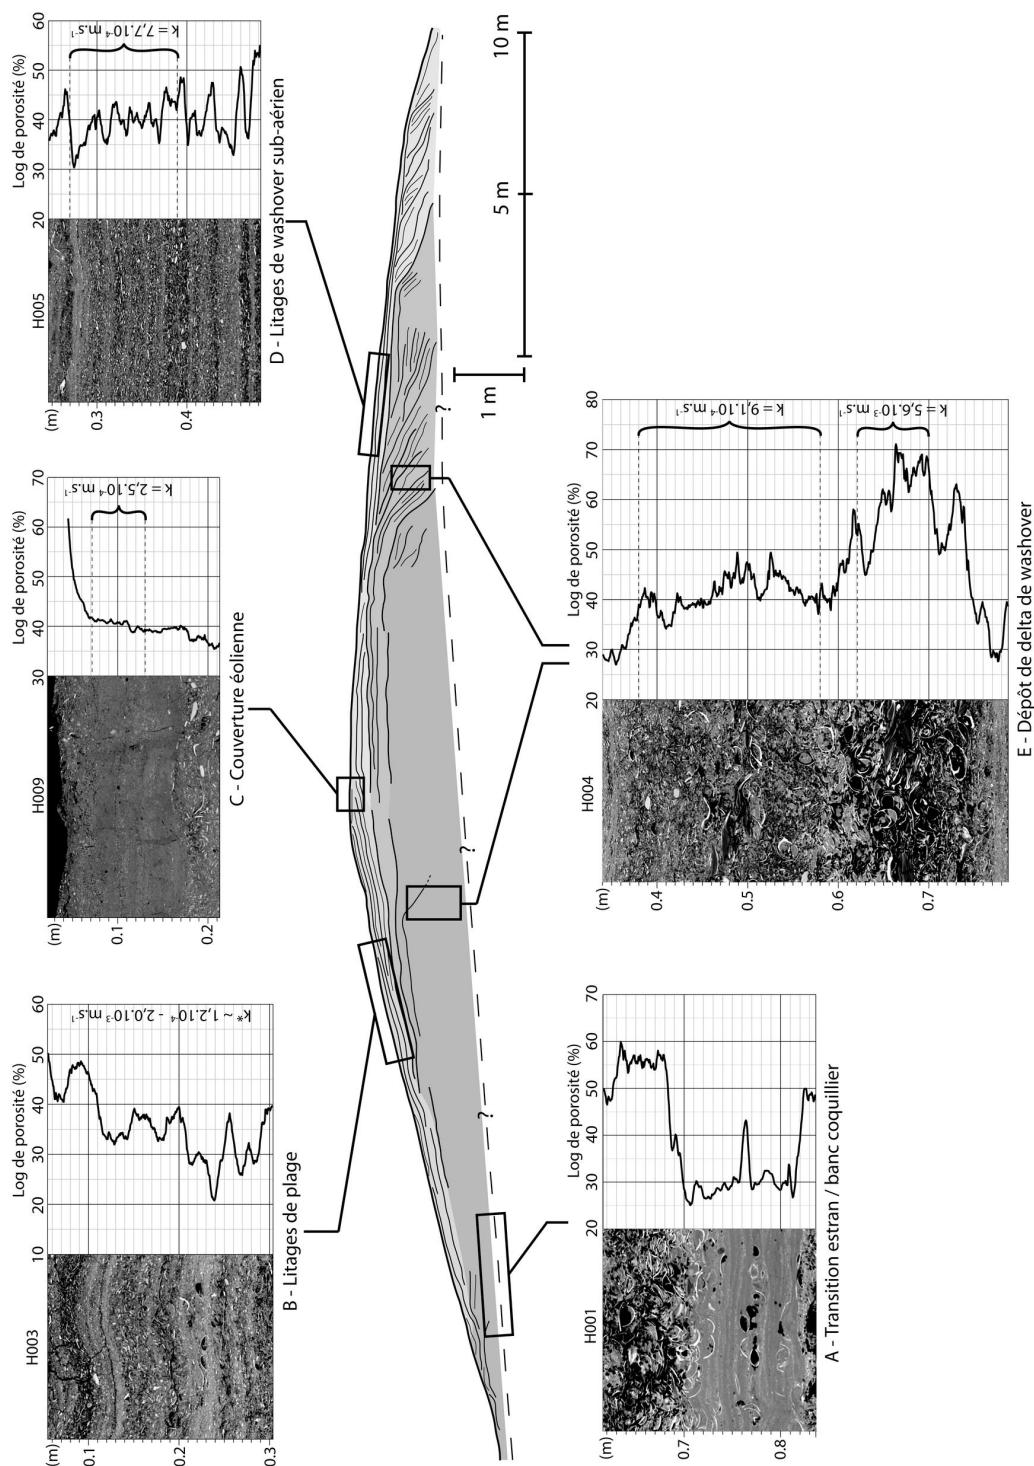 H003
Log de porosité (%)
10 20 30 40 50 60
(m)
0.1
0.2
0.3
k* ~ 1,2.10⁻⁴ - 2,0.10⁻³ m.s⁻¹
B - Litages de plage
H009
Log de porosité (%)
30 40 50 60 70
(m)
0.1
0.2
k = 2,5.10⁻⁴ m.s⁻¹
C - Couverture éolienne
H005
Log de porosité (%)
20 30 40 50 60
(m)
0.3
0.4
k = 7,7.10⁻⁴ m.s⁻¹
D - Litages de washover sub-aérien
?
?
?
1 m
5 m
10 m
H001
Log de porosité (%)
20 30 40 50 60 70
(m)
0.7
0.8
A - Transition estran / banc coquillier
H004
Log de porosité (%)
20 30 40 50 60 70 80
(m)
0.4
0.5
0.6
0.7
k = 9,1.10⁻⁴ m.s⁻¹
k = 5,6.10⁻³ m.s⁻¹
E - Dépôt de delta de washover